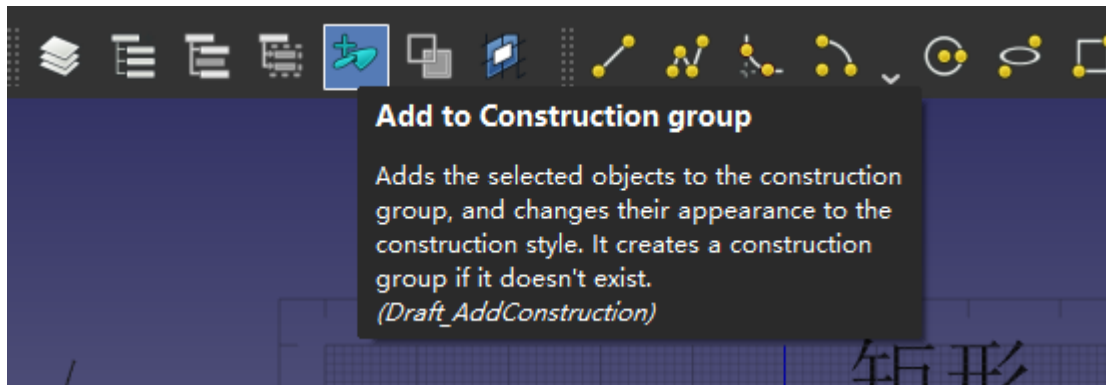 Add to Construction group
Adds the selected objects to the construction
group, and changes their appearance to the
construction style. It creates a construction
group if it doesn't exist.
(Draft_AddConstruction)
矩形